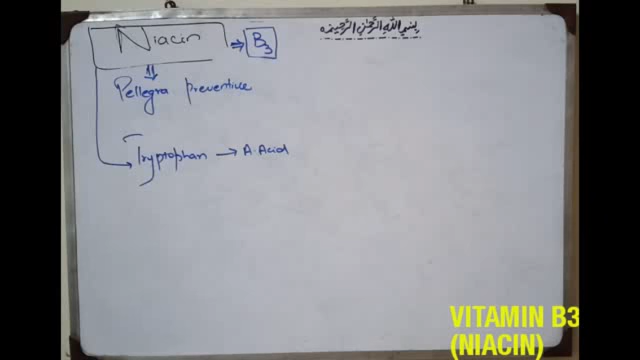 بسم الله الرحمن الرحيم
Niacin ⇒ B3
⇓
Pellegra preventive
Tryptophan → A.Acid
VITAMIN B3
(NIACIN)